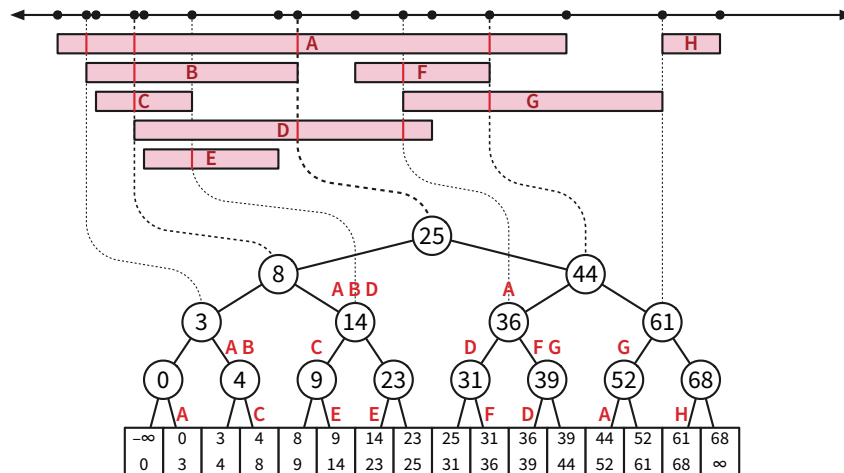 A H
B F
C G
D
E
25
8 44
A B D A
3 14 36 61
A B C D F G G
0 4 9 23 31 39 52 68
A C E E F D A H
−∞ 0 3 4 8 9 14 23 25 31 36 39 44 52 61 68
0 3 4 8 9 14 23 25 31 36 39 44 52 61 68 ∞